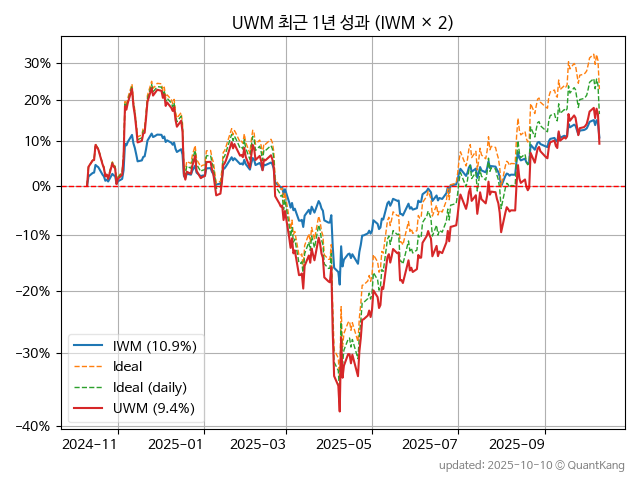 UWM 최근 1년 성과 (IWM × 2)
30%
20%
10%
0%
−10%
−20%
−30%
−40%
IWM (10.9%)
Ideal
Ideal (daily)
UWM (9.4%)
2024−11 2025−01 2025−03 2025−05 2025−07 2025−09
updated: 2025-10-10 ⓒ QuantKang